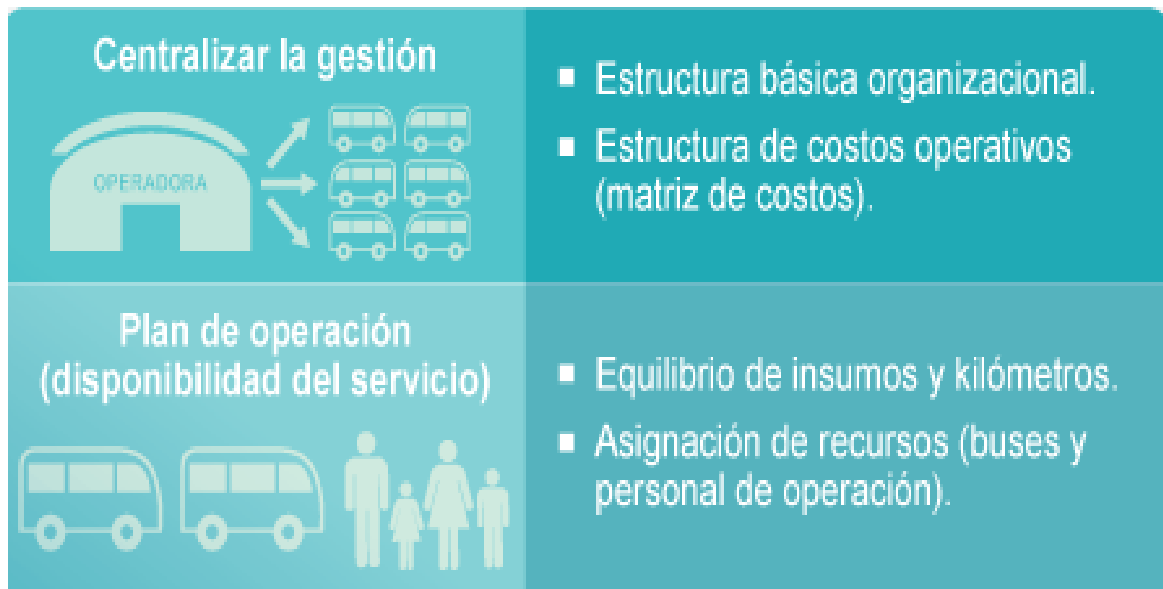 Centralizar la gestión
OPERADORA
■ Estructura básica organizacional.
■ Estructura de costos operativos
(matriz de costos).
Plan de operación
(disponibilidad del servicio)
■ Equilibrio de insumos y kilómetros.
■ Asignación de recursos (buses y
personal de operación).